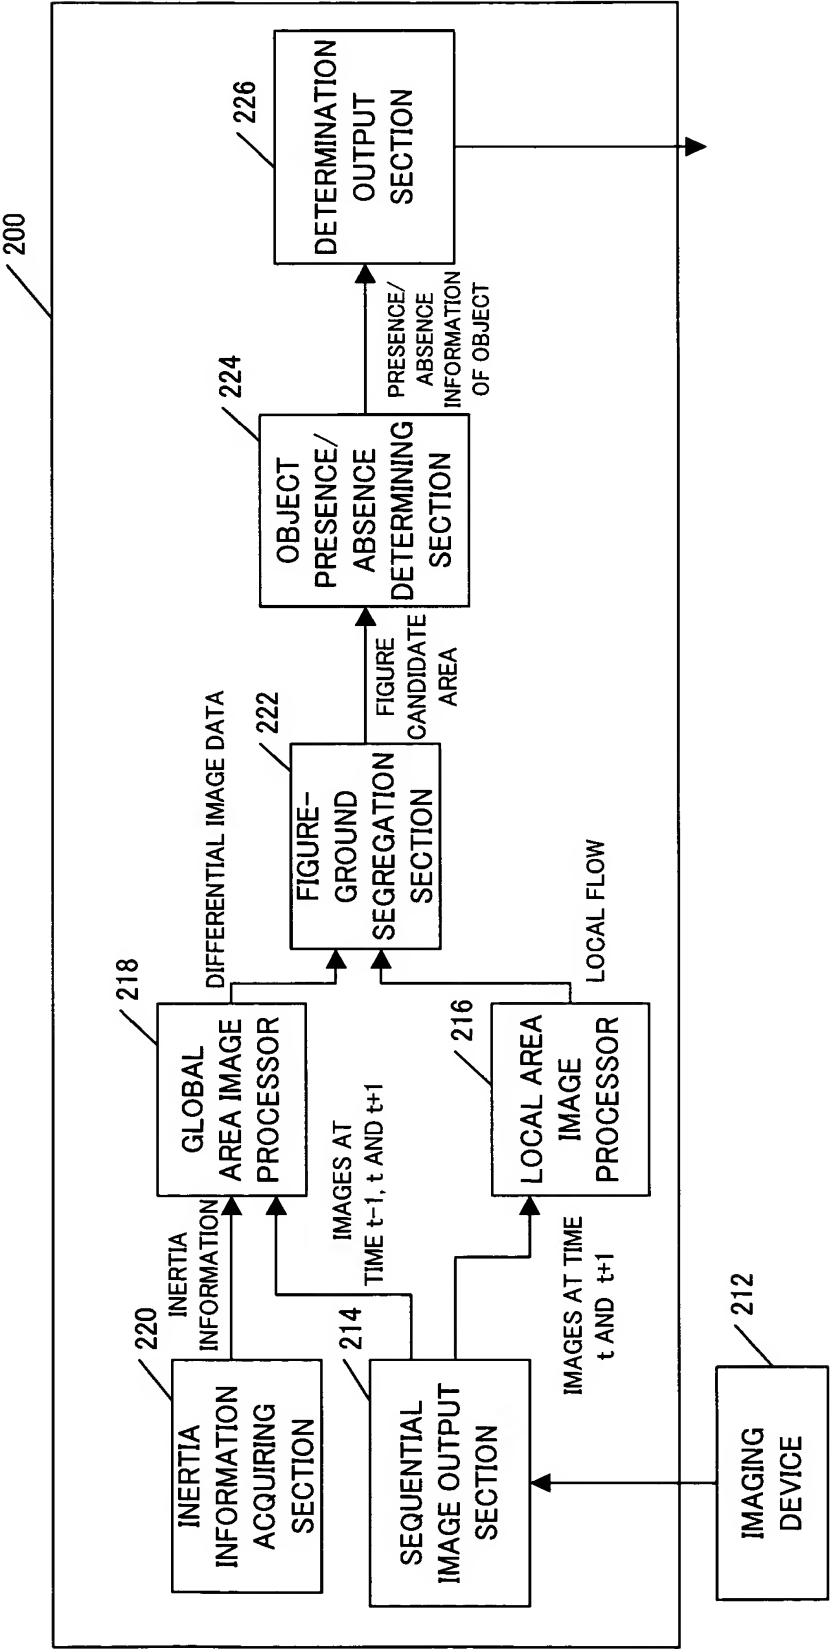 200
220
INERTIA
INFORMATION
ACQUIRING
SECTION
INERTIA
INFORMATION
218
GLOBAL
AREA IMAGE
PROCESSOR
DIFFERENTIAL IMAGE DATA
222
FIGURE-
GROUND
SEGREGATION
SECTION
FIGURE
CANDIDATE
AREA
224
OBJECT
PRESENCE/
ABSENCE
DETERMINING
SECTION
PRESENCE/
ABSENCE
INFORMATION
OF OBJECT
226
DETERMINATION
OUTPUT
SECTION
214
SEQUENTIAL
IMAGE OUTPUT
SECTION
IMAGES AT
TIME t-1, t AND t+1
IMAGES AT TIME
t AND t+1
216
LOCAL AREA
IMAGE
PROCESSOR
LOCAL FLOW
212
IMAGING
DEVICE